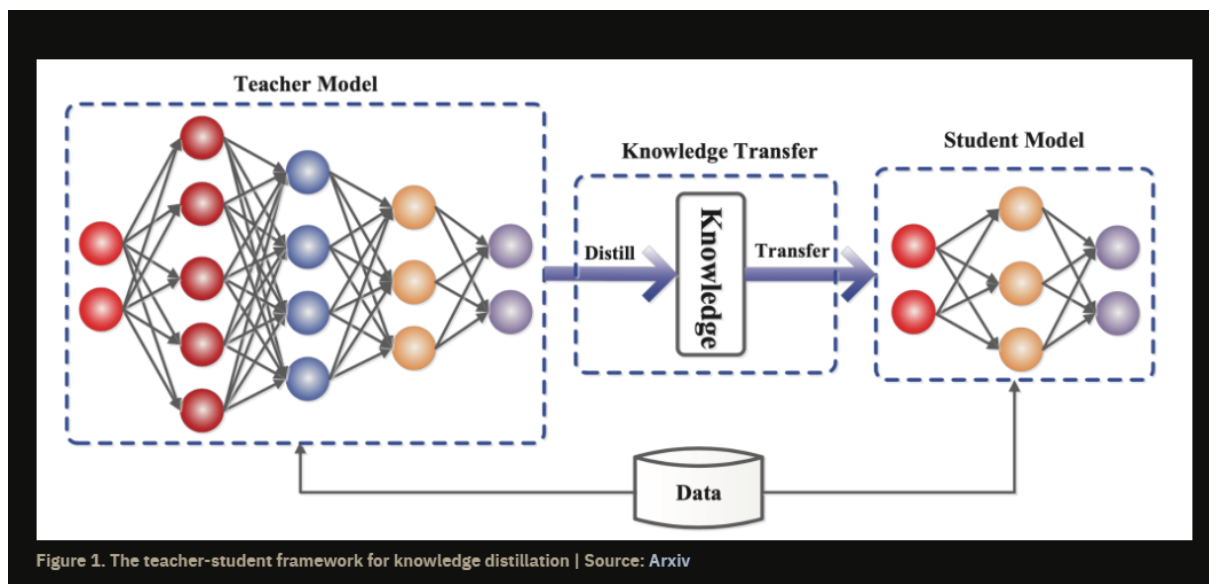 Teacher Model
Knowledge Transfer
Student Model
Distill
Knowledge
Transfer
Data
Figure 1. The teacher-student framework for knowledge distillation | Source: Arxiv